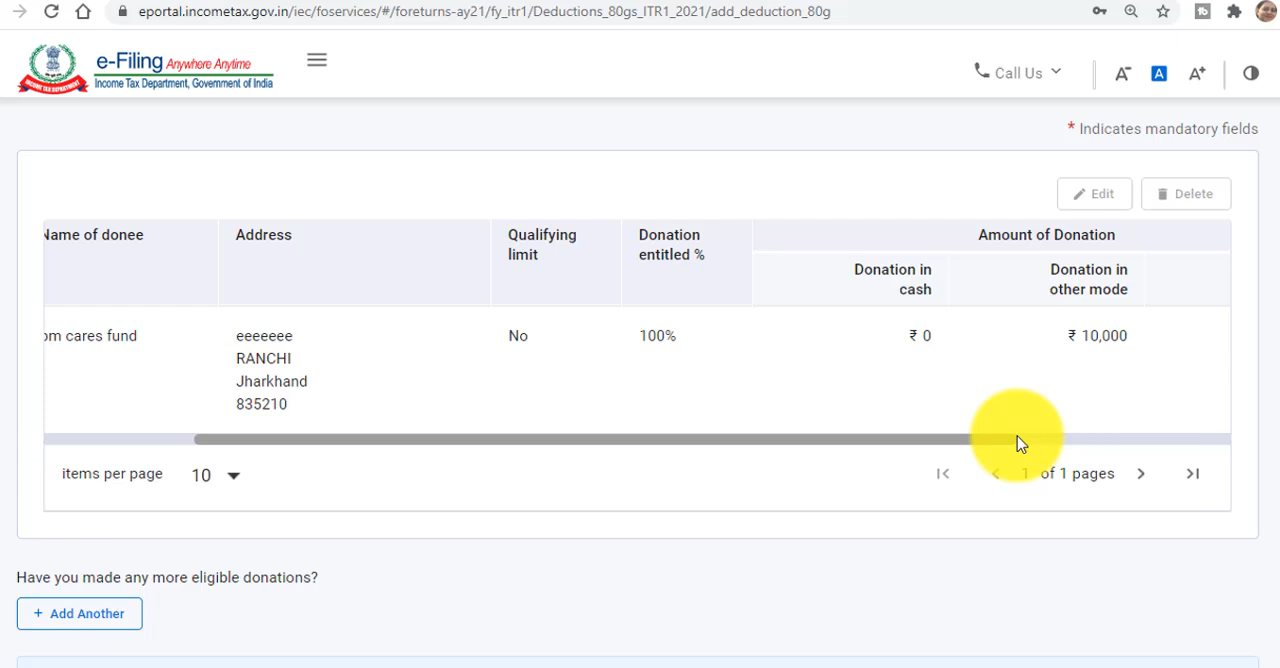 eportal.incometax.gov.in/iec/foservices/#/foreturns-ay21/fy_itr1/Deductions_80gs_ITR1_2021/add_deduction_80g
e-Filing Anywhere Anytime
Income Tax Department, Government of India
Call Us
A-
A
A+
* Indicates mandatory fields
Edit
Delete
Name of donee
Address
Qualifying
limit
Donation
entitled %
Amount of Donation
Donation in
cash
Donation in
other mode
pm cares fund
eeeeeee
RANCHI
Jharkhand
835210
No
100%
₹ 0
₹ 10,000
items per page
10
1 of 1 pages
Have you made any more eligible donations?
+ Add Another